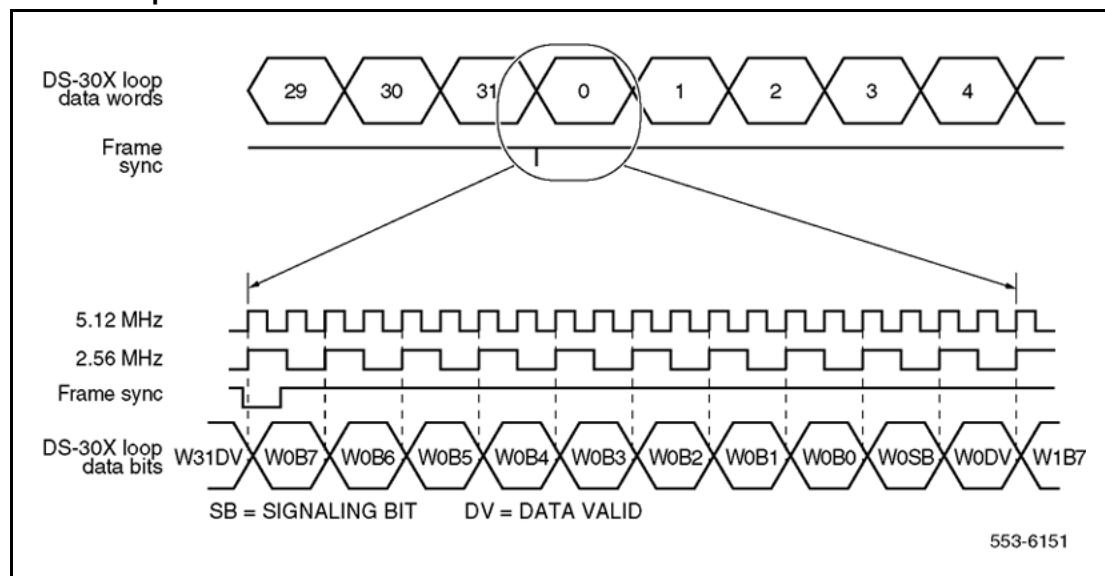 DS-30X loop
data words
29 30 31 0 1 2 3 4
Frame
sync
5.12 MHz
2.56 MHz
Frame sync
DS-30X loop
data bits
W31DV W0B7 W0B6 W0B5 W0B4 W0B3 W0B2 W0B1 W0B0 W0SB W0DV W1B7
SB = SIGNALING BIT DV = DATA VALID
553-6151